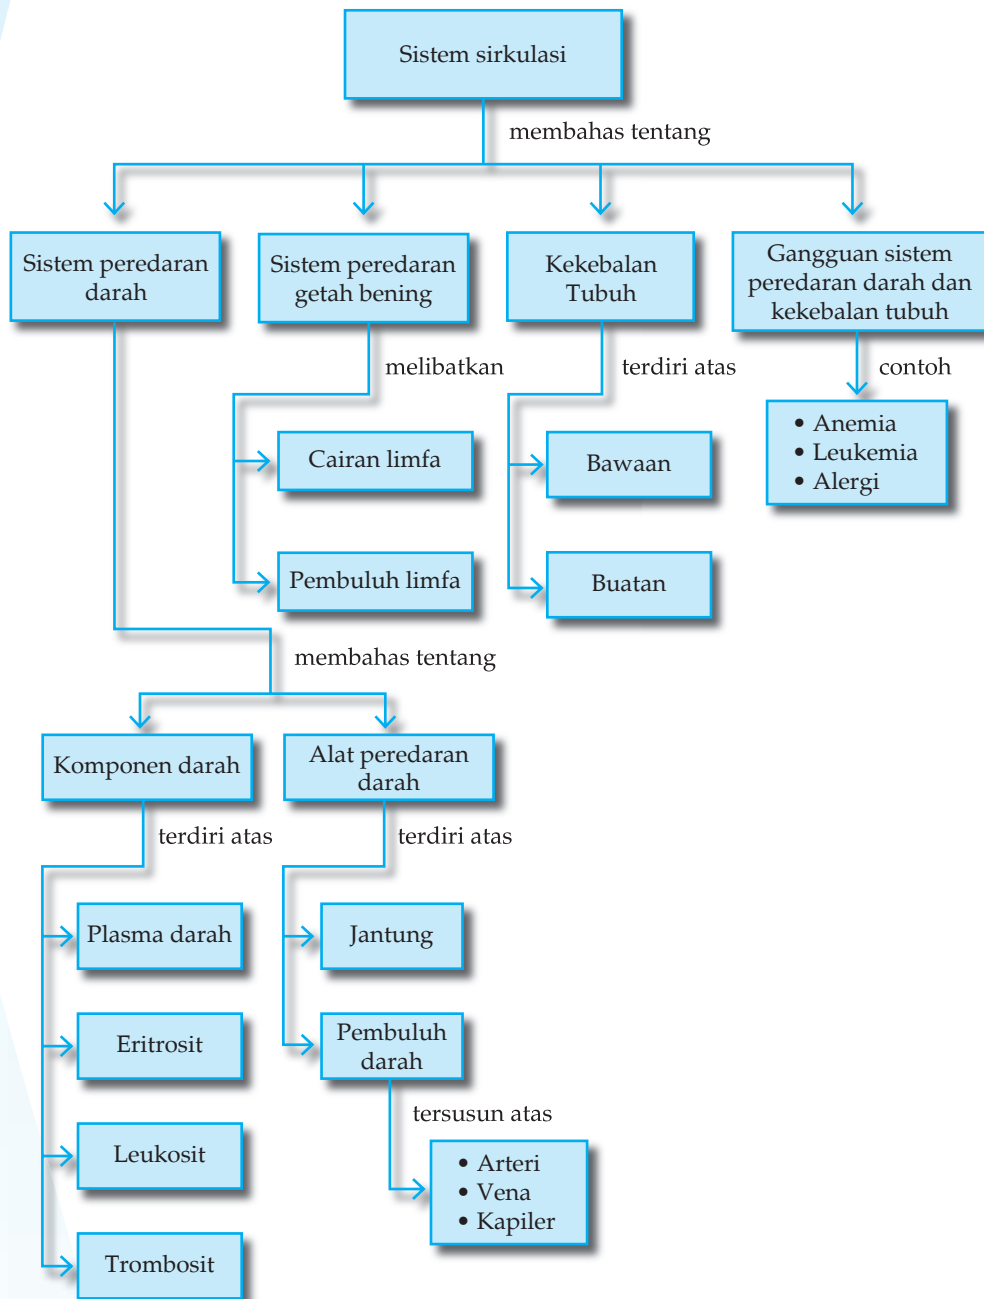 Sistem sirkulasi
membahas tentang
Sistem peredaran
darah
Sistem peredaran
getah bening
Kekebalan
Tubuh
Gangguan sistem
peredaran darah dan
kekebalan tubuh
melibatkan
terdiri atas
contoh
Cairan limfa
Pembuluh limfa
Bawaan
Buatan
• Anemia
• Leukemia
• Alergi
membahas tentang
Komponen darah
Alat peredaran
darah
terdiri atas
terdiri atas
Plasma darah
Eritrosit
Leukosit
Trombosit
Jantung
Pembuluh
darah
tersusun atas
• Arteri
• Vena
• Kapiler